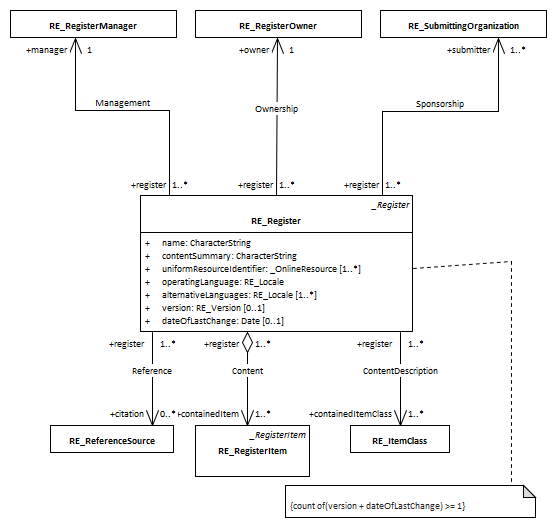 RE_RegisterManager
RE_RegisterOwner
RE_SubmittingOrganization
+manager 1
+owner 1
+submitter 1..*
Management
Ownership
Sponsorship
+register 1..*
+register 1..*
+register 1..*
_Register
RE_Register
+ name: CharacterString
+ contentSummary: CharacterString
+ uniformResourceIdentifier: _OnlineResource [1..*]
+ operatingLanguage: RE_Locale
+ alternativeLanguages: RE_Locale [1..*]
+ version: RE_Version [0..1]
+ dateOfLastChange: Date [0..1]
+register 1..*
+register 1..*
+register 1..*
Reference
Content
ContentDescription
+citation 0..*
+containedItem 1..*
+containedItemClass 1..*
RE_ReferenceSource
_RegisterItem
RE_RegisterItem
RE_ItemClass
{count of(version + dateOfLastChange) >= 1}